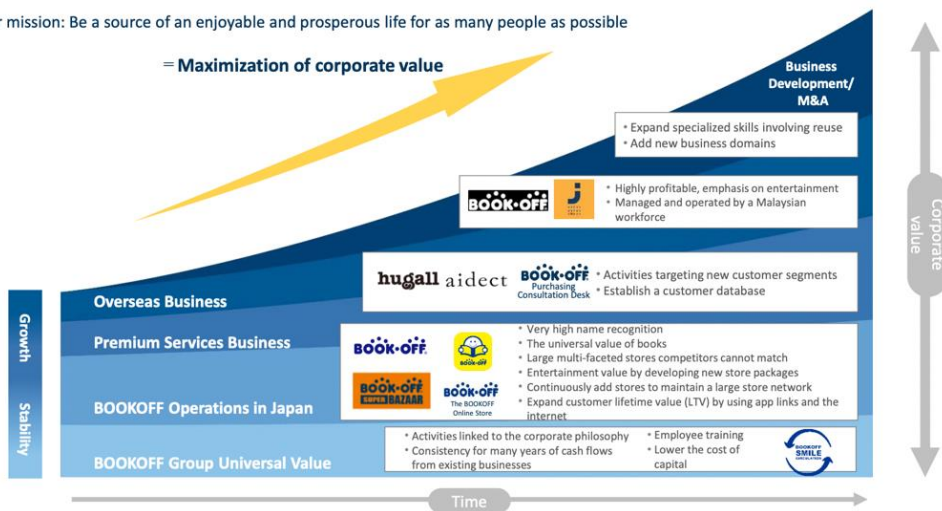 r mission: Be a source of an enjoyable and prosperous life for as many people as possible
= Maximization of corporate value
Business
Development/
M&A
• Expand specialized skills involving reuse
• Add new business domains
BOOK•OFF
J
• Highly profitable, emphasis on entertainment
• Managed and operated by a Malaysian
workforce
Overseas Business
hugall aidect
BOOK•OFF
Purchasing
Consultation Desk
• Activities targeting new customer segments
• Establish a customer database
Premium Services Business
BOOK•OFF
BOOK•OFF
BOOK•OFF
SUPER BAZAAR
BOOK•OFF
The BOOKOFF
Online Store
• Very high name recognition
• The universal value of books
• Large multi-faceted stores competitors cannot match
• Entertainment value by developing new store packages
• Continuously add stores to maintain a large store network
• Expand customer lifetime value (LTV) by using app links and the
internet
BOOKOFF Operations in Japan
BOOKOFF Group Universal Value
• Activities linked to the corporate philosophy
• Consistency for many years of cash flows
from existing businesses
• Employee training
• Lower the cost of
capital
BOOKOFF
SMILE
Growth
Stability
Time
Corporate
value